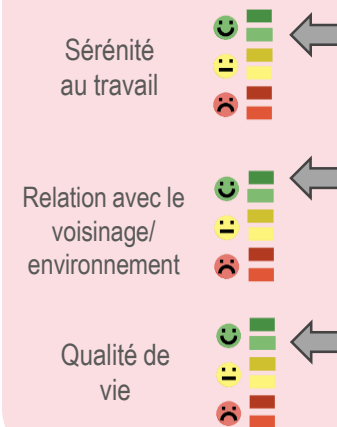 Sérénité
au travail
Relation avec le
voisinage/
environnement
Qualité de
vie